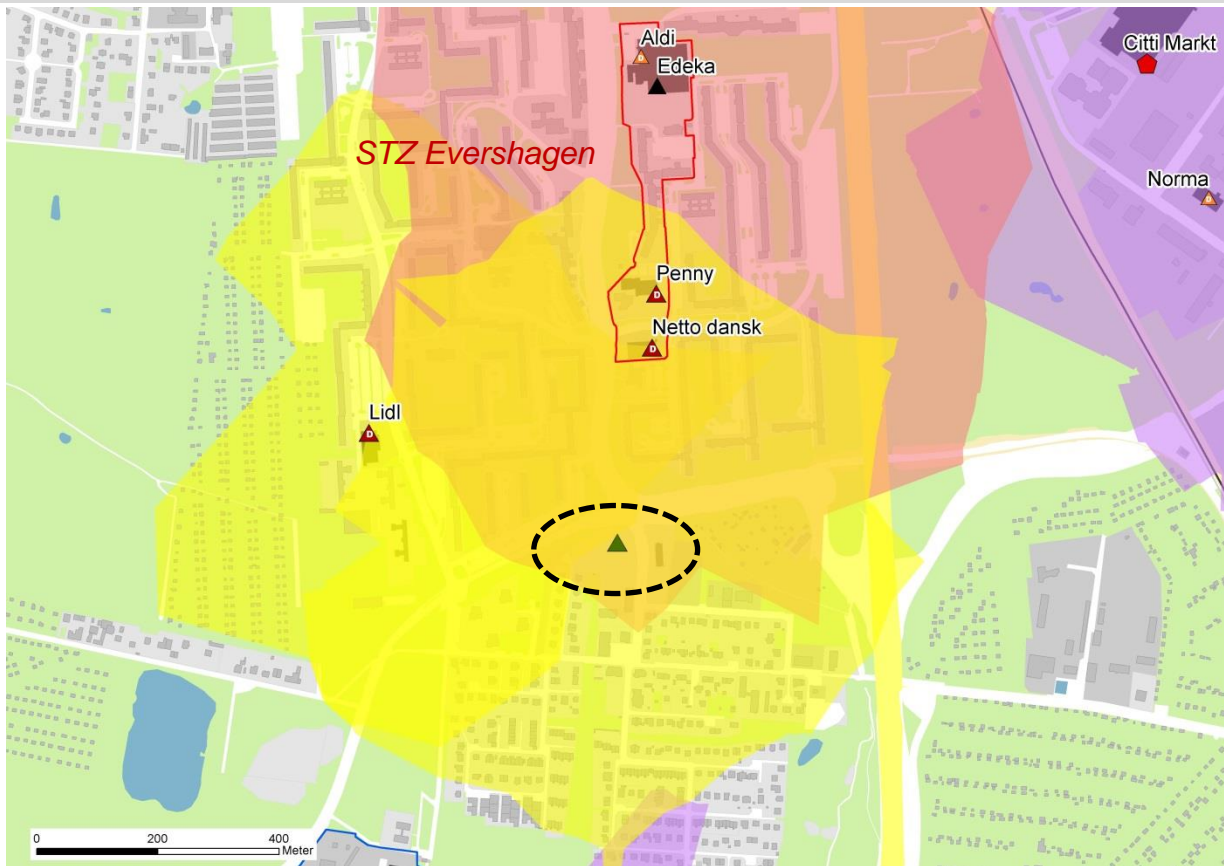 Aldi
Edeka
Citti Markt
STZ Evershagen
Norma
Penny
Netto dansk
Lidl
0 200 400
Meter
D
D
D
D
D